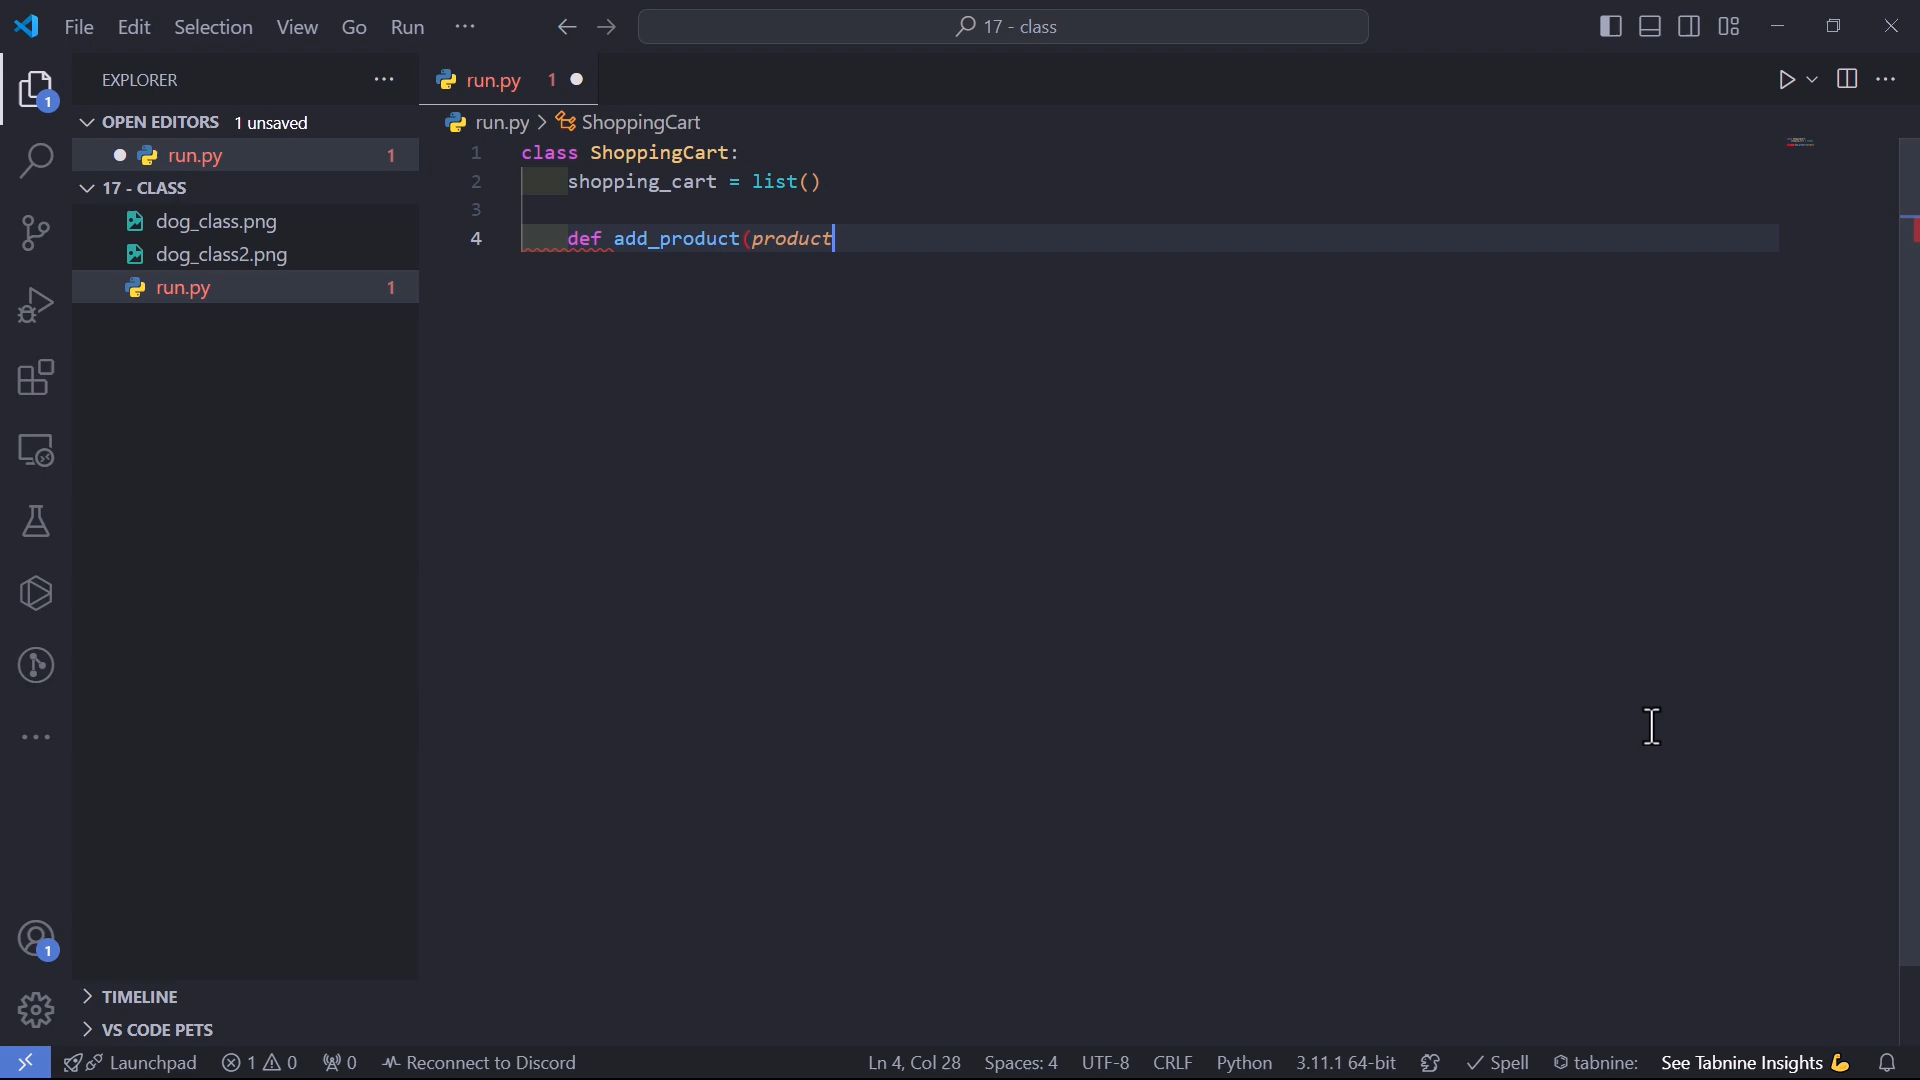 File Edit Selection View Go Run ···
17 - class
EXPLORER
run.py 1
OPEN EDITORS 1 unsaved
run.py > ShoppingCart
run.py 1
17 - CLASS
dog_class.png
dog_class2.png
run.py 1
1 class ShoppingCart:
2 shopping_cart = list()
3
4 def add_product(product
1
1
TIMELINE
VS CODE PETS
Launchpad 1 0 0 Reconnect to Discord Ln 4, Col 28 Spaces: 4 UTF-8 CRLF Python 3.11.1 64-bit Spell tabnine: See Tabnine Insights 💪